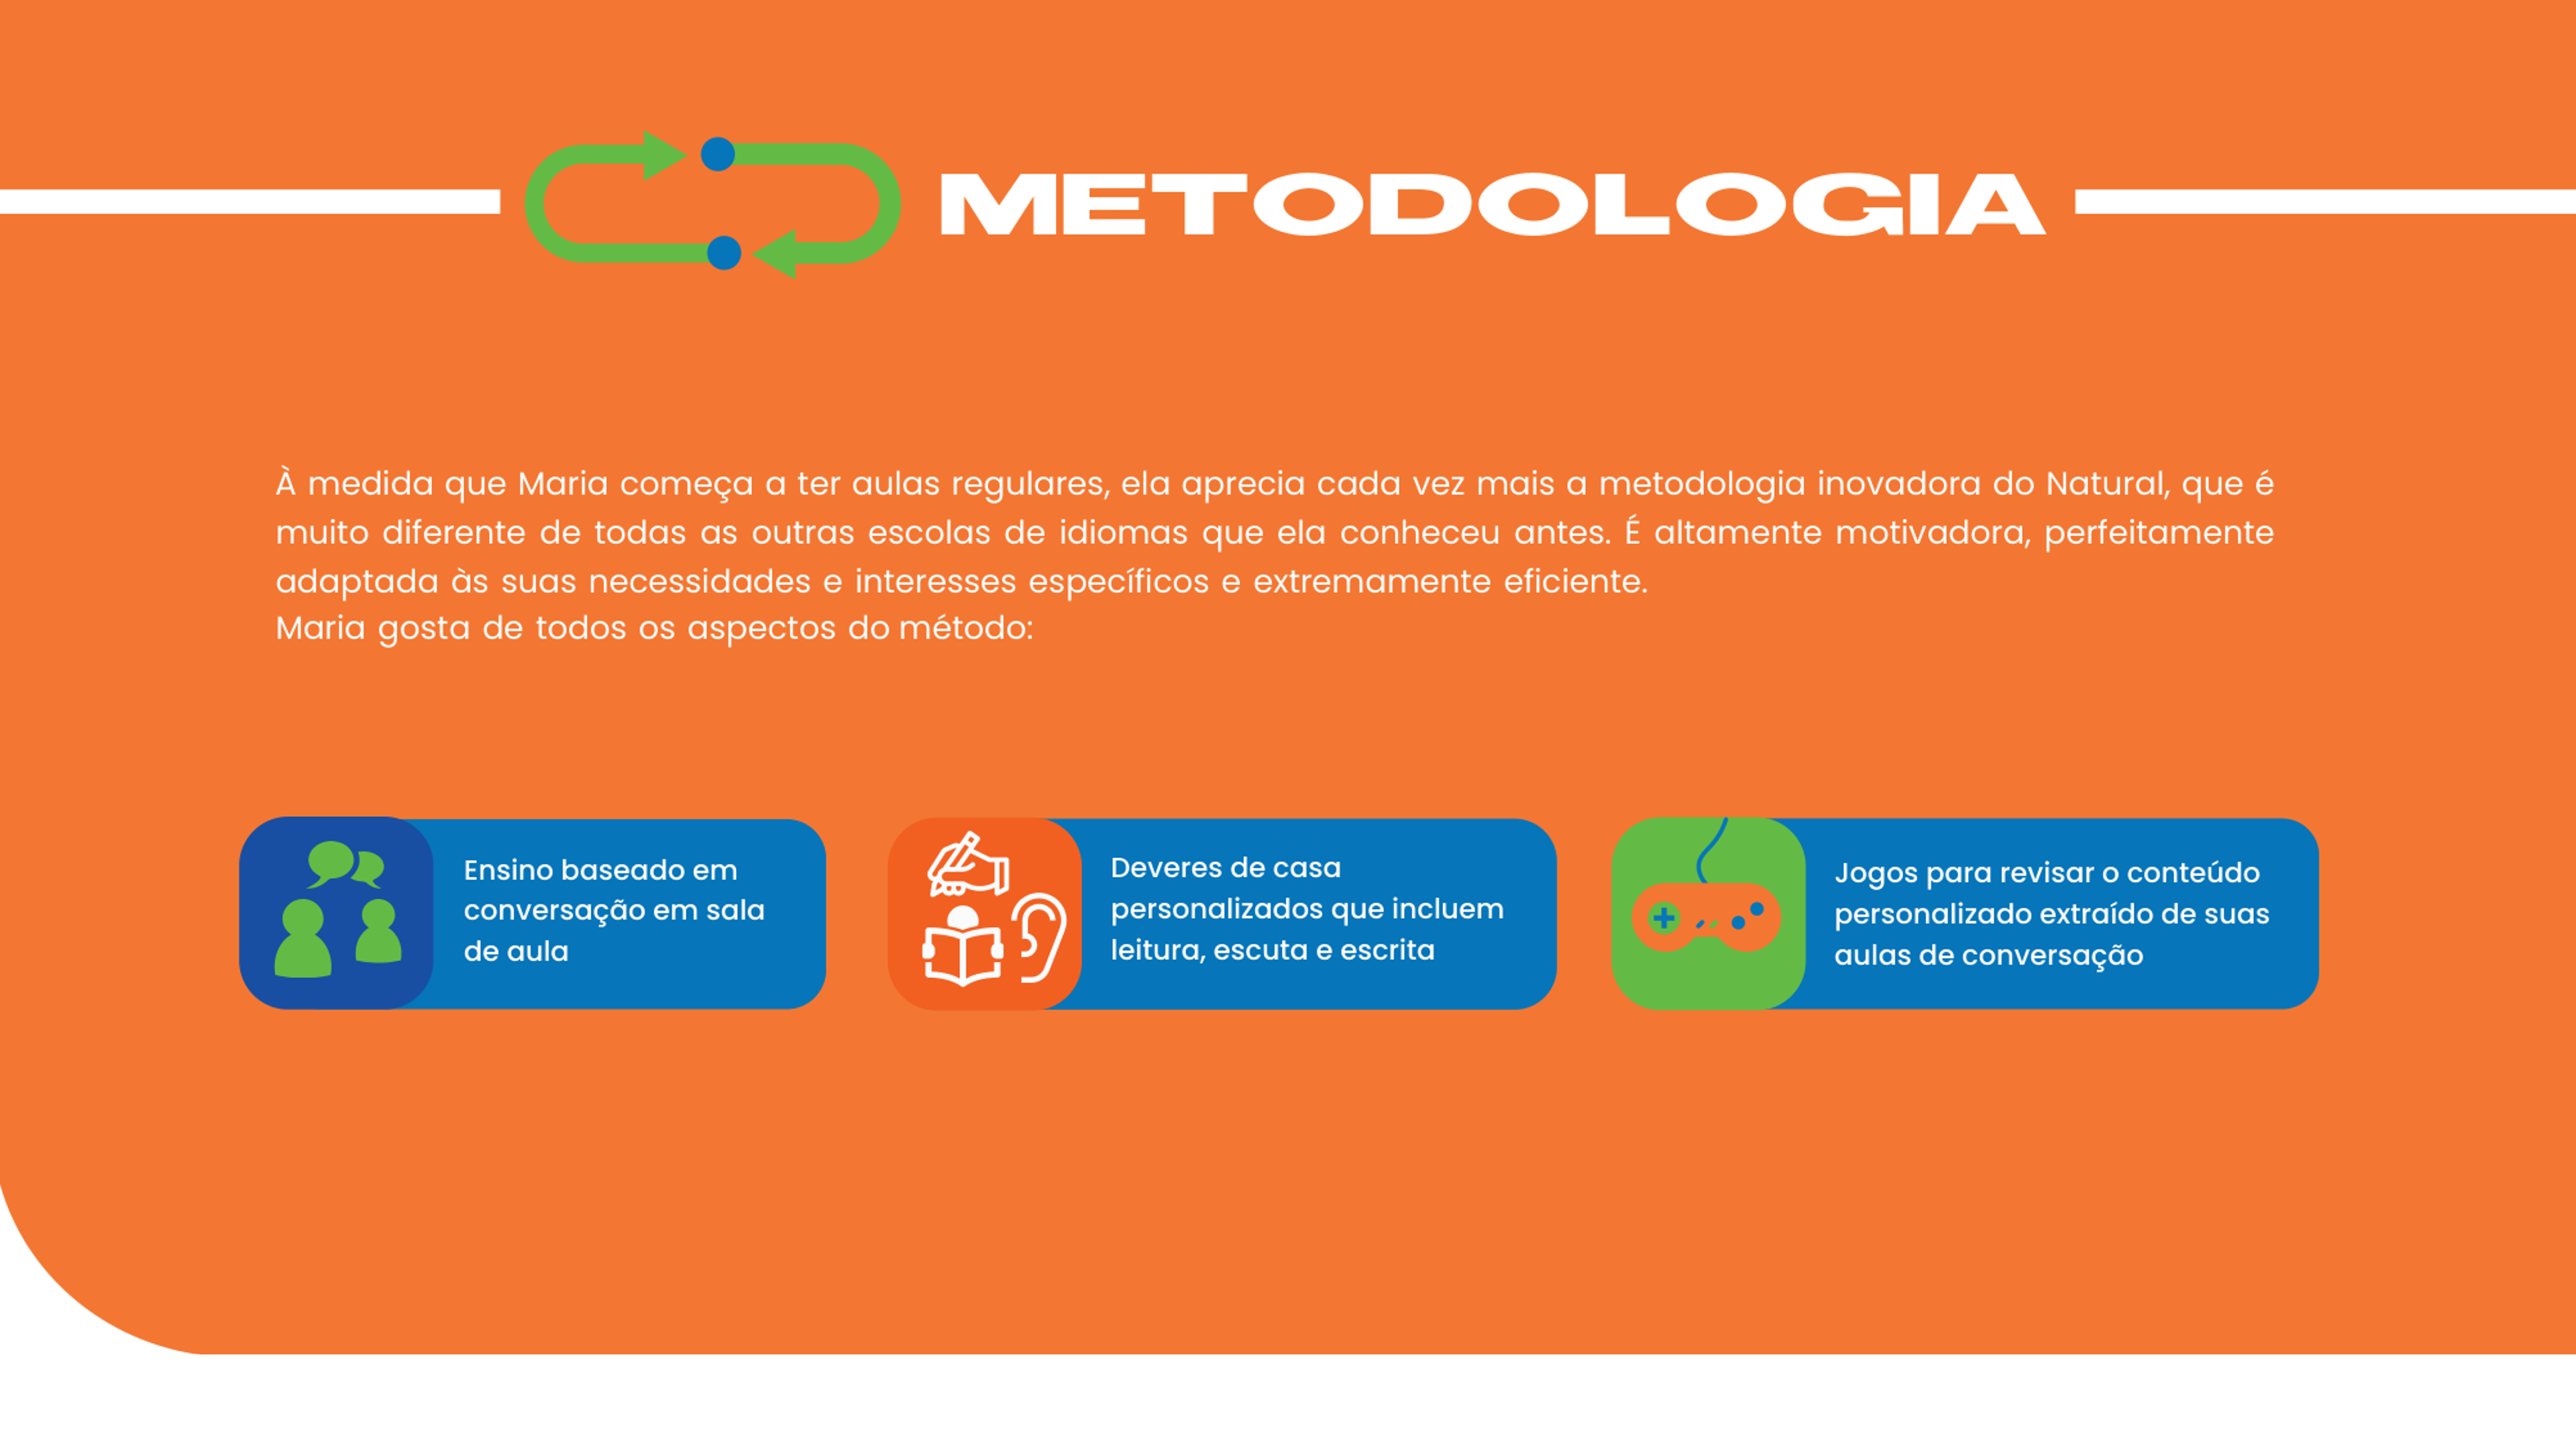 METODOLOGIA
À medida que Maria começa a ter aulas regulares, ela aprecia cada vez mais a metodologia inovadora do Natural, que é
muito diferente de todas as outras escolas de idiomas que ela conheceu antes. É altamente motivadora, perfeitamente
adaptada às suas necessidades e interesses específicos e extremamente eficiente.
Maria gosta de todos os aspectos do método:
Ensino baseado em
conversação em sala
de aula
Deveres de casa
personalizados que incluem
leitura, escuta e escrita
Jogos para revisar o conteúdo
personalizado extraído de suas
aulas de conversação